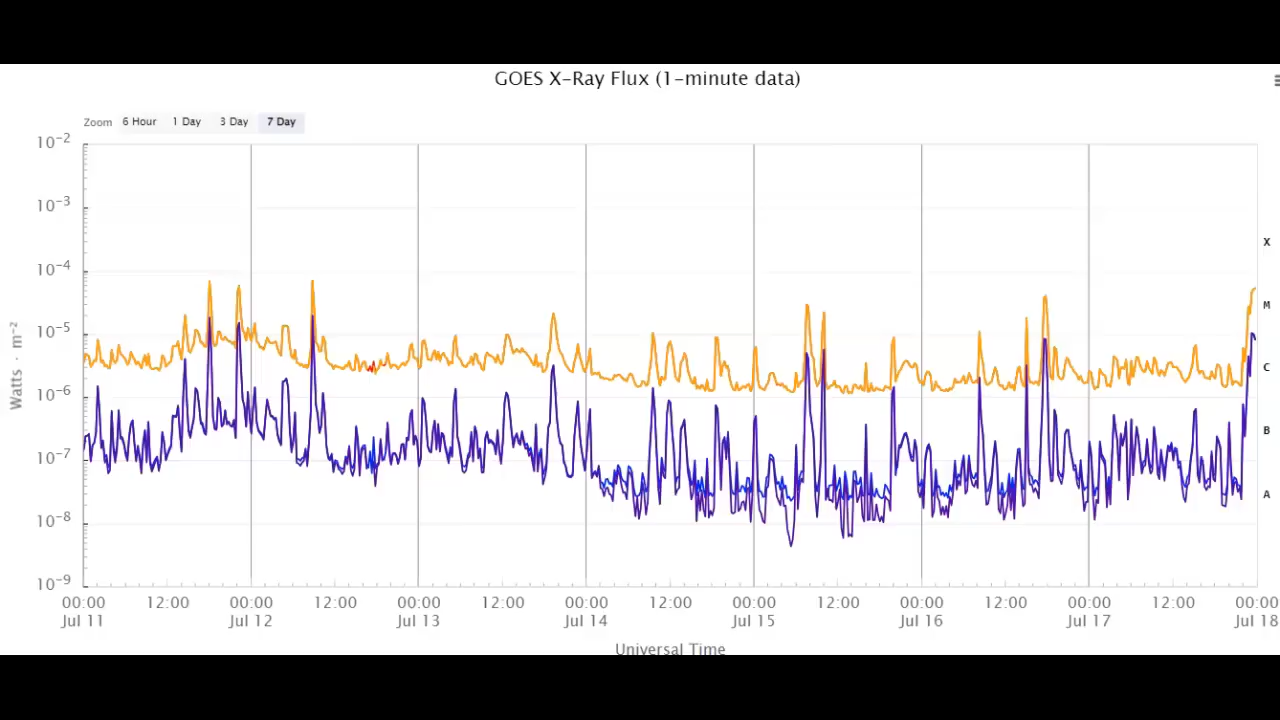 GOES X-Ray Flux (1-minute data)
Zoom 6 Hour 1 Day 3 Day 7 Day
10⁻²
10⁻³
10⁻⁴
10⁻⁵
10⁻⁶
10⁻⁷
10⁻⁸
10⁻⁹
Watts · m⁻²
X
M
C
B
A
00:00 12:00 00:00 12:00 00:00 12:00 00:00 12:00 00:00 12:00 00:00 12:00 00:00 12:00 00:00
Jul 11 Jul 12 Jul 13 Jul 14 Jul 15 Jul 16 Jul 17 Jul 18
Universal Time